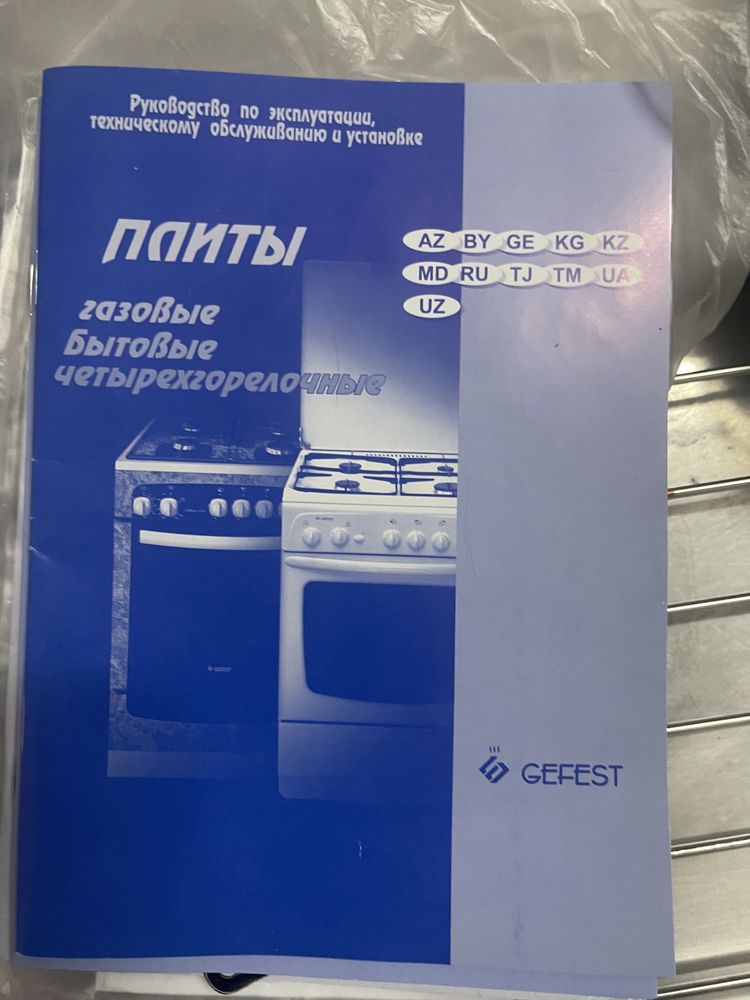 Руководство по эксплуатации,
техническому обслуживанию и установке
ПЛИТЫ
газовые
Бытовые
четырехгорелочные
AZ BY GE KG KZ
MD RU TJ TM UA
UZ
GEFEST